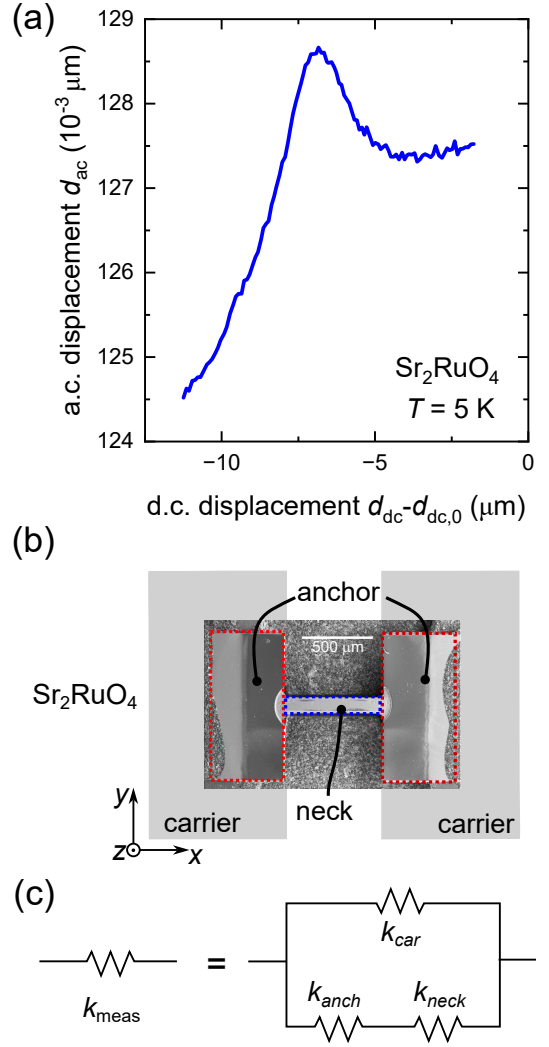 (a)
129
128
127
126
125
124
a.c. displacement d_ac (10^-3 μm)
Sr2RuO4
T = 5 K
−10
−5
0
d.c. displacement d_dc-d_dc,0 (μm)
(b)
anchor
500 μm
Sr2RuO4
neck
y
z
x
carrier
carrier
(c)
k_meas
=
k_car
k_anch
k_neck